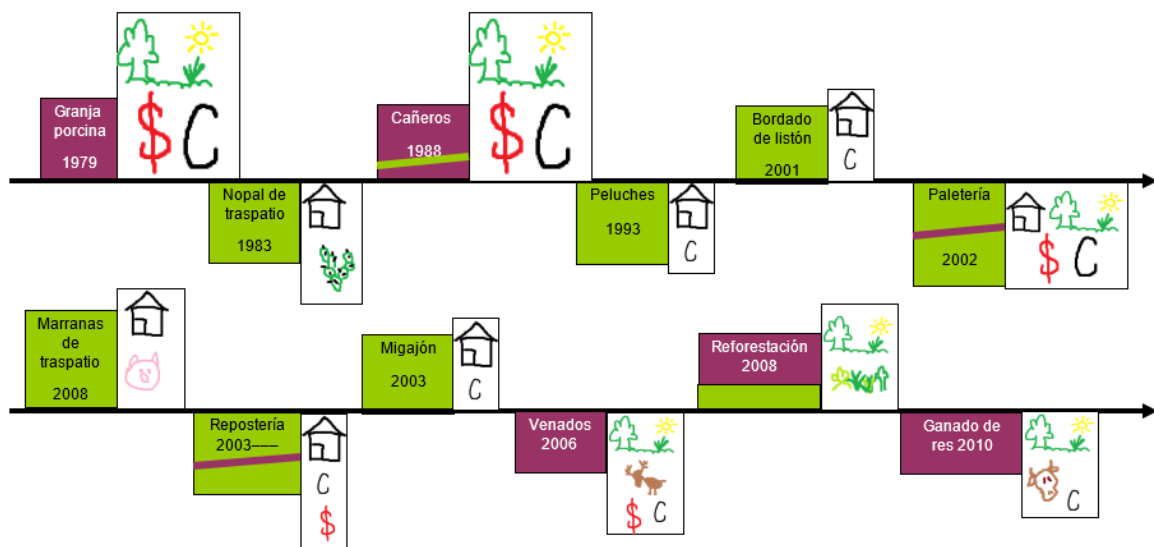 Granja
porcina
1979
$ C
Nopal de
traspatio
1983
Cañeros
1988
$ C
Peluches
1993
C
Bordado
de listón
2001
C
Paletería
2002
$ C
Marranas
de
traspatio
2008
Repostería
2003----
C
$
Migajón
2003
C
Venados
2006
$ C
Reforestación
2008
Ganado de
res 2010
C